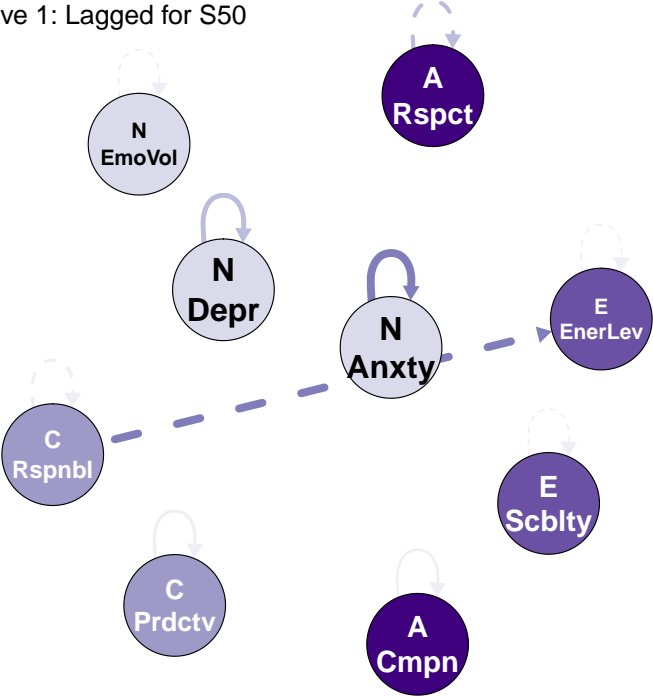 ve 1: Lagged for S50
A
Rspct
N
EmoVol
N
Depr
E
EnerLev
N
Anxty
C
Rspnbl
E
Scblty
C
Prdctv
A
Cmpn